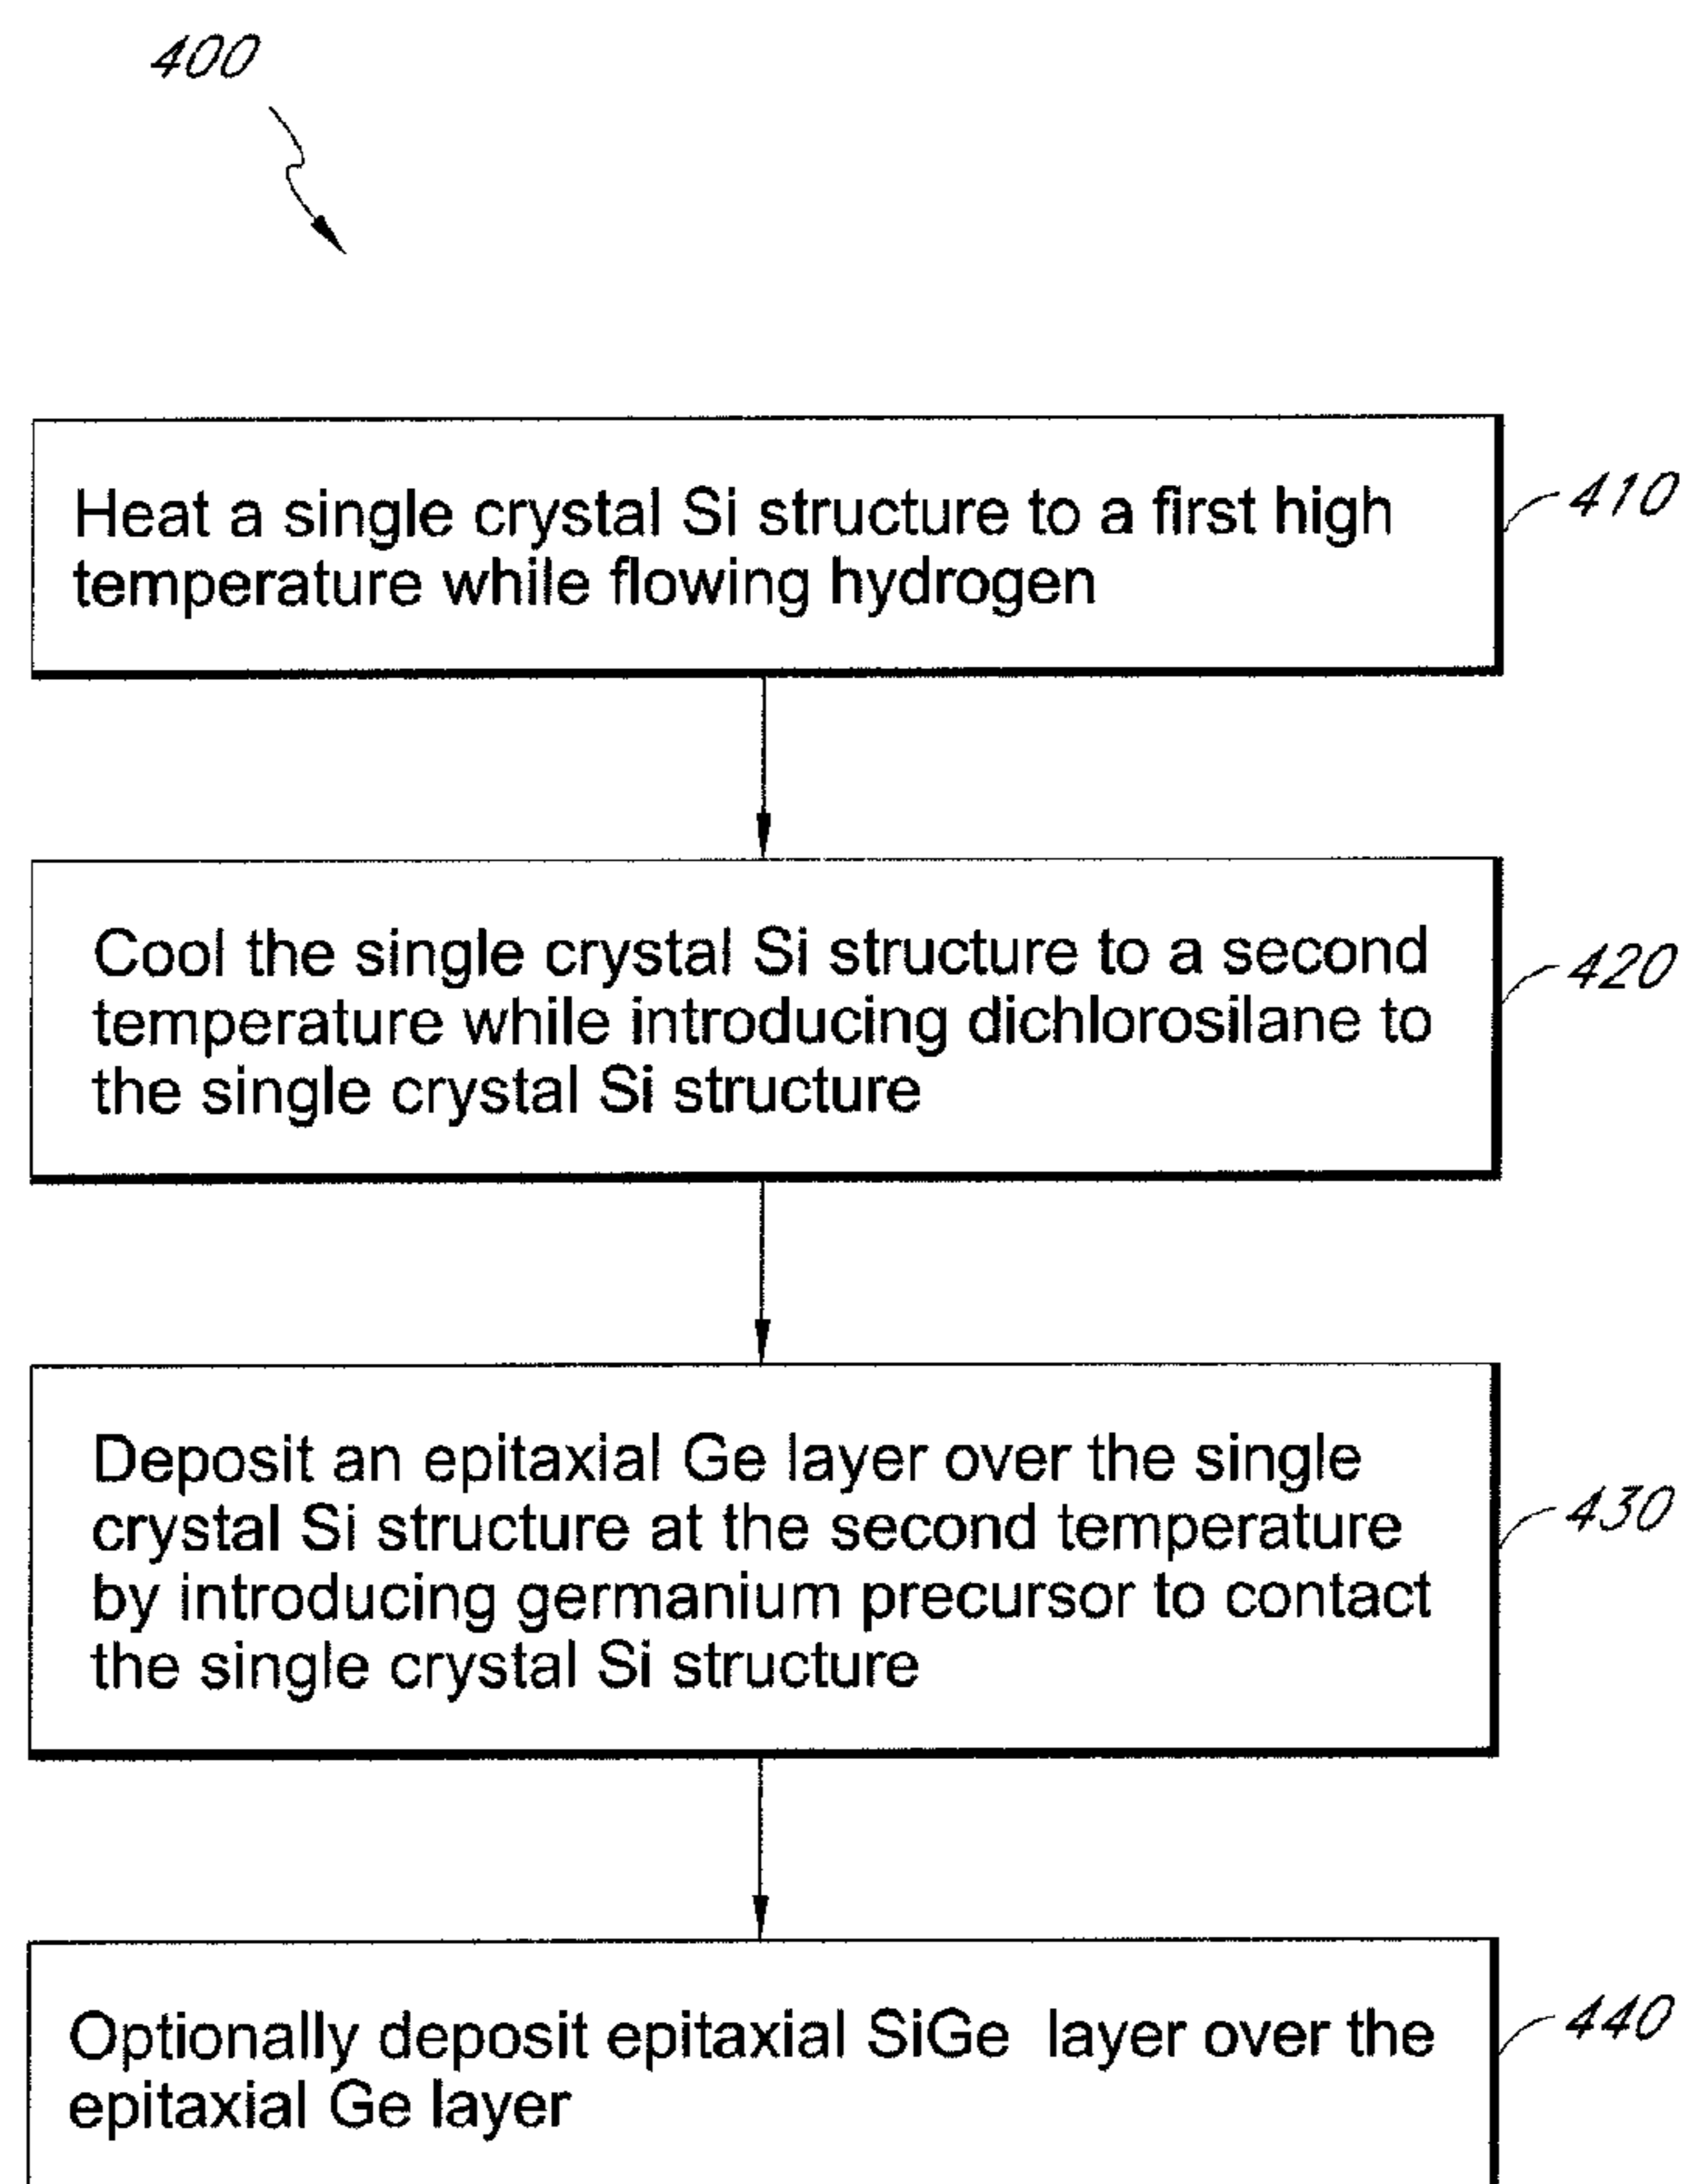 400
Heat a single crystal Si structure to a first high
temperature while flowing hydrogen
410
Cool the single crystal Si structure to a second
temperature while introducing dichlorosilane to
the single crystal Si structure
420
Deposit an epitaxial Ge layer over the single
crystal Si structure at the second temperature
by introducing germanium precursor to contact
the single crystal Si structure
430
Optionally deposit epitaxial SiGe layer over the
epitaxial Ge layer
440